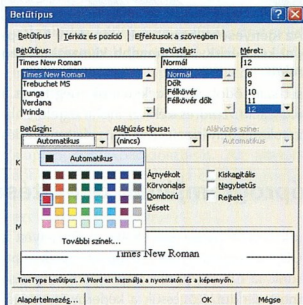 Betűtípus
Betűtípus Térköz és pozíció Effektusok a szövegben
Betűtípus: Betűstílus: Méret:
Times New Roman Normál 12
Times New Roman Normál 8
Trebuchet MS Dőlt 9
Tunga Félkövér 10
Verdana Félkövér dőlt 11
Vrinda 12
Betűszín: Aláhúzás típusa: Aláhúzás színe:
Automatikus (nincs) Automatikus
Automatikus
K
Árnyékolt Kiskapitális
Körvonalas Nagybetűs
Domború Rejtett
Vésett
M
További színek...
Times New Roman
TrueType betűtípus. A Word ezt használja a nyomtatón és a képernyőn.
Alapértelmezés... OK Mégse